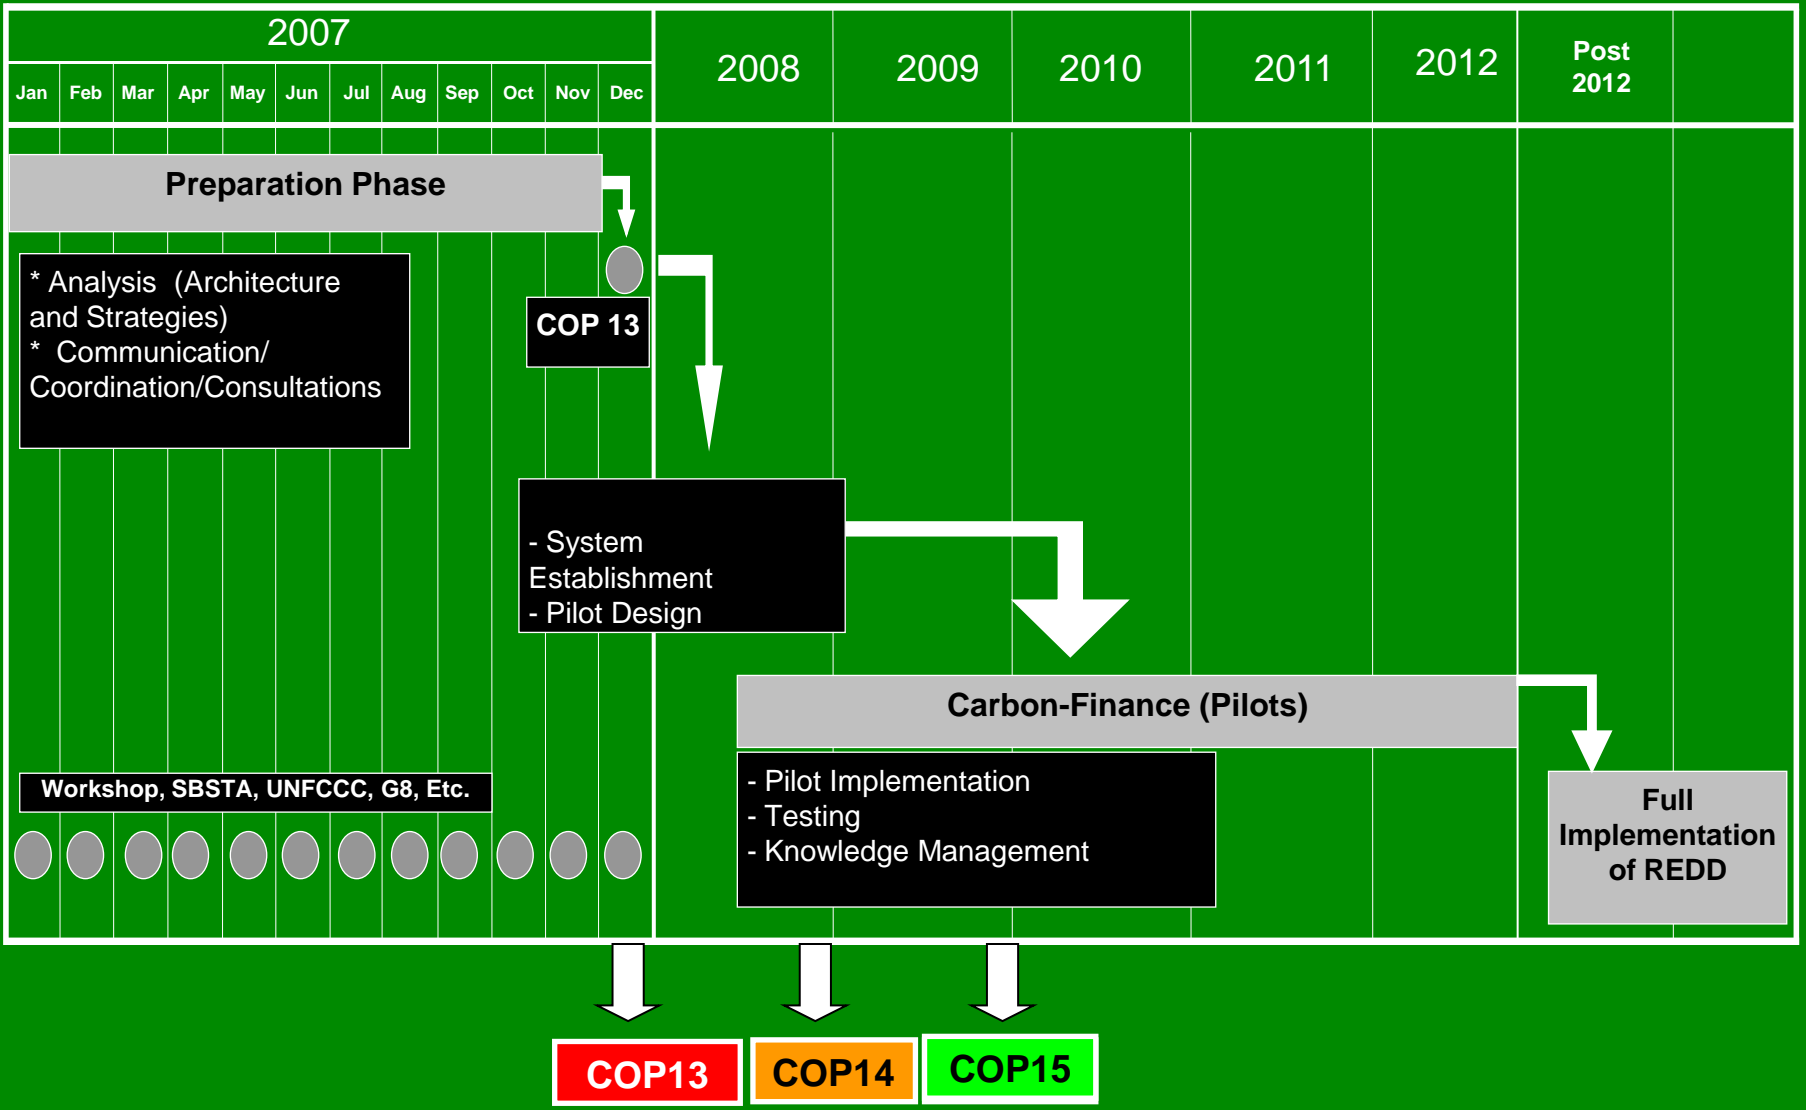 2007
2008
2009
2010
2011
2012
Post
2012
Jan
Feb
Mar
Apr
May
Jun
Jul
Aug
Sep
Oct
Nov
Dec
Preparation Phase
* Analysis (Architecture
and Strategies)
* Communication/
Coordination/Consultations
COP 13
- System
Establishment
- Pilot Design
Carbon-Finance (Pilots)
- Pilot Implementation
- Testing
- Knowledge Management
Workshop, SBSTA, UNFCCC, G8, Etc.
Full
Implementation
of REDD
COP13
COP14
COP15